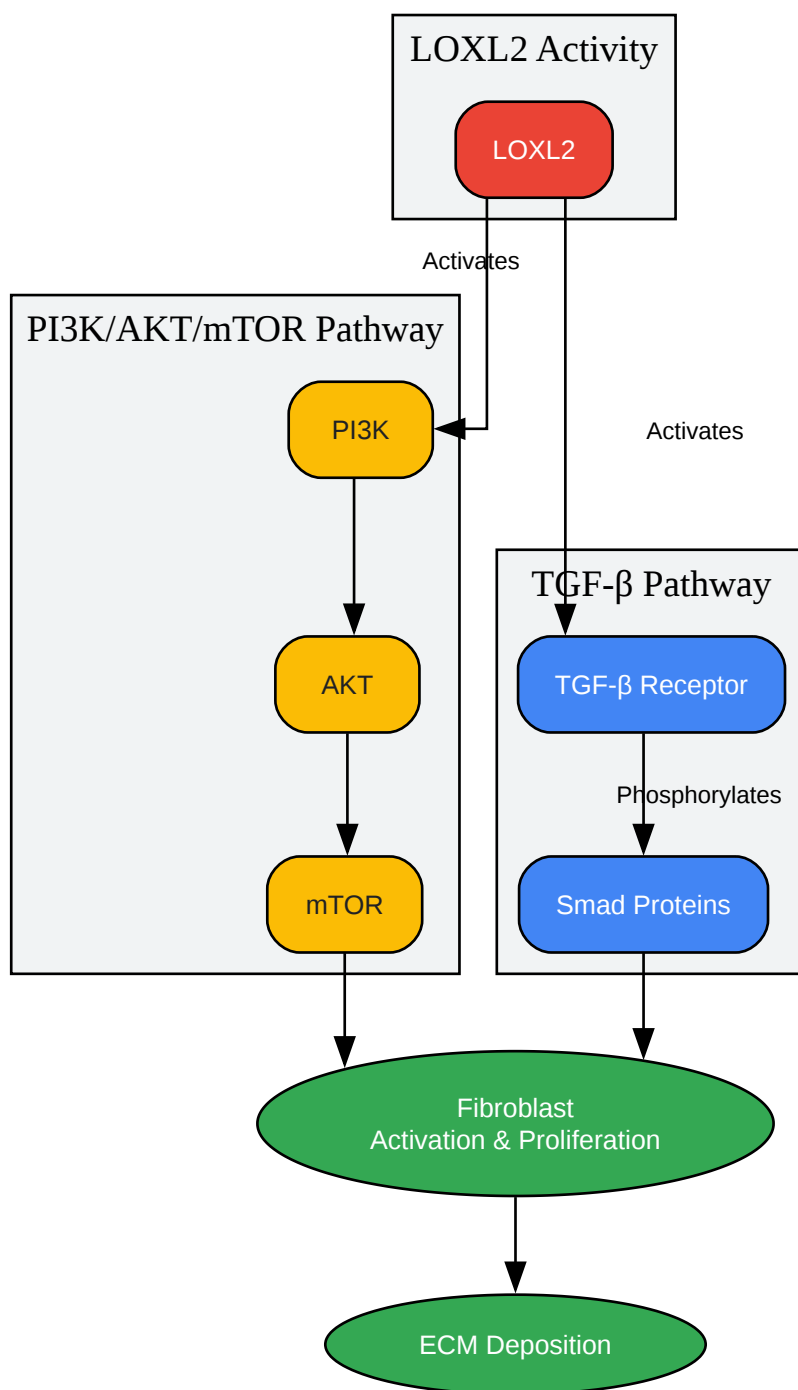 LOXL2 Activity
LOXL2
Activates
PI3K/AKT/mTOR Pathway
PI3K
Activates
TGF-β Pathway
AKT
TGF-β Receptor
Phosphorylates
mTOR
Smad Proteins
Fibroblast
Activation & Proliferation
ECM Deposition